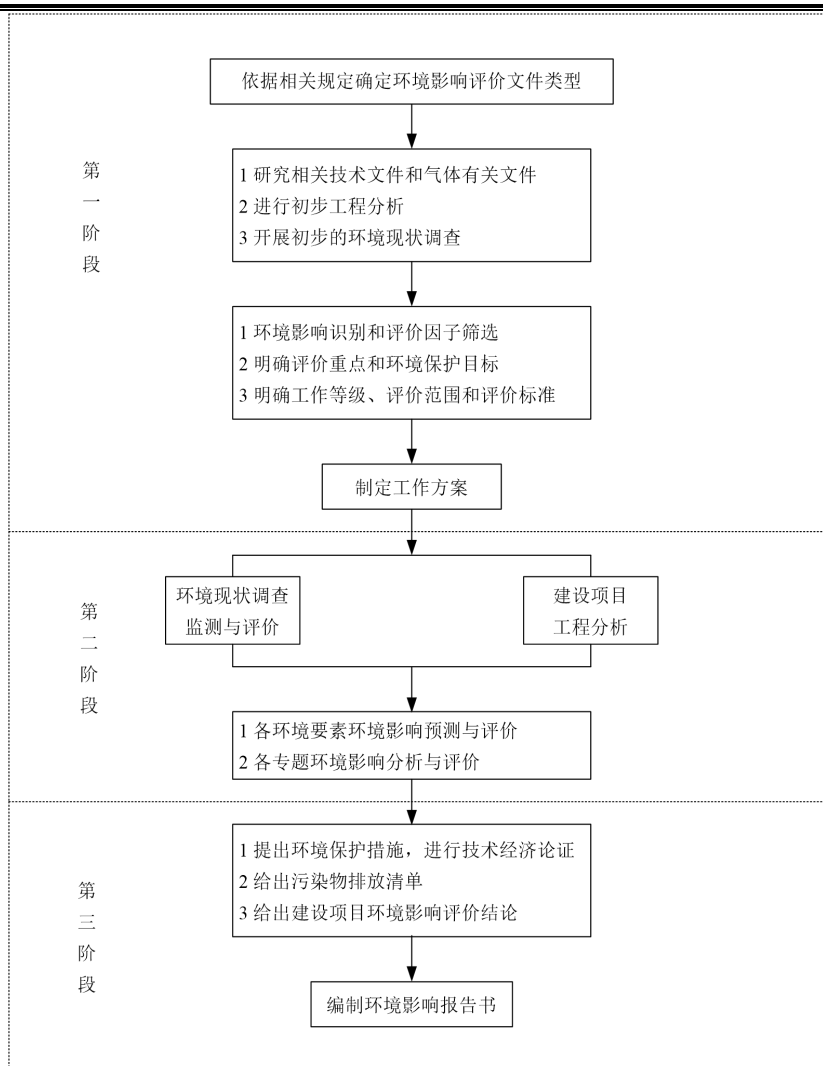 依据相关规定确定环境影响评价文件类型
第
一
阶
段
1 研究相关技术文件和气体有关文件
2 进行初步工程分析
3 开展初步的环境现状调查
1 环境影响识别和评价因子筛选
2 明确评价重点和环境保护目标
3 明确工作等级、评价范围和评价标准
制定工作方案
第
二
阶
段
环境现状调查
监测与评价
建设项目
工程分析
1 各环境要素环境影响预测与评价
2 各专题环境影响分析与评价
第
三
阶
段
1 提出环境保护措施，进行技术经济论证
2 给出污染物排放清单
3 给出建设项目环境影响评价结论
编制环境影响报告书